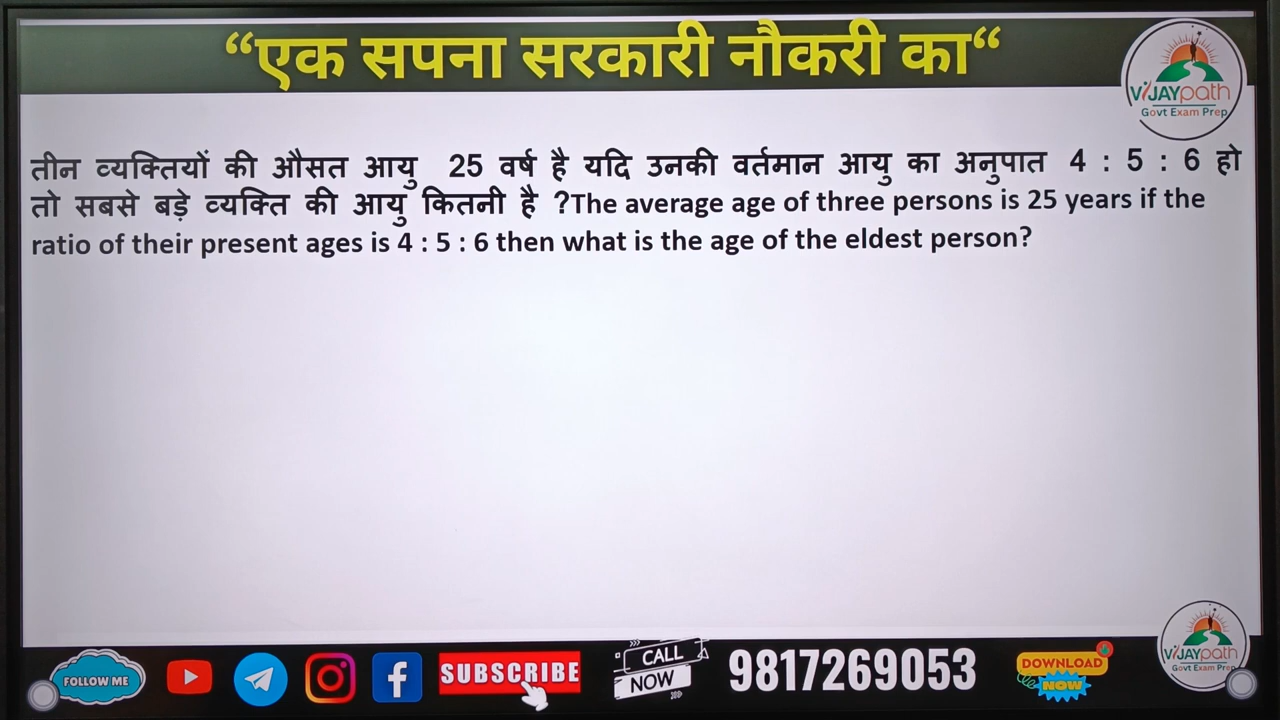 “एक सपना सरकारी नौकरी का“
ViJAYpath
Govt Exam Prep
तीन व्यक्तियों की औसत आयु 25 वर्ष है यदि उनकी वर्तमान आयु का अनुपात 4 : 5 : 6 हो
तो सबसे बड़े व्यक्ति की आयु कितनी है ?The average age of three persons is 25 years if the
ratio of their present ages is 4 : 5 : 6 then what is the age of the eldest person?
FOLLOW ME
SUBSCRIBE
CALL
NOW
9817269053
DOWNLOAD
NOW
ViJAYpath
Govt Exam Prep